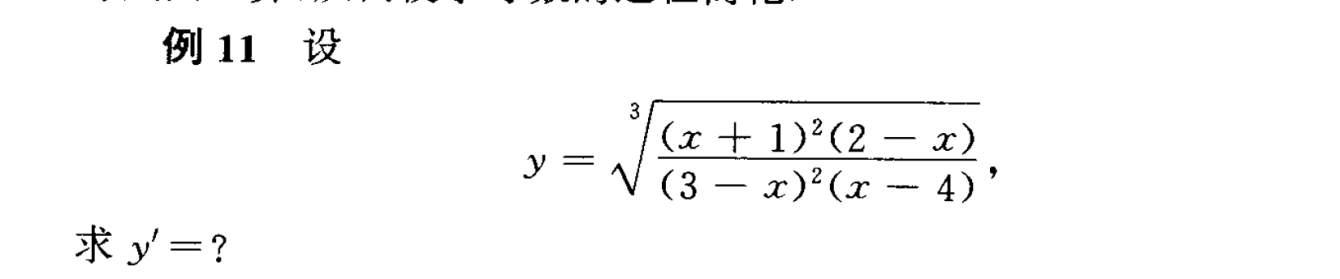 例 11 设
y = ∛((x + 1)²(2 − x) / (3 − x)²(x − 4)),
求 y′ = ?